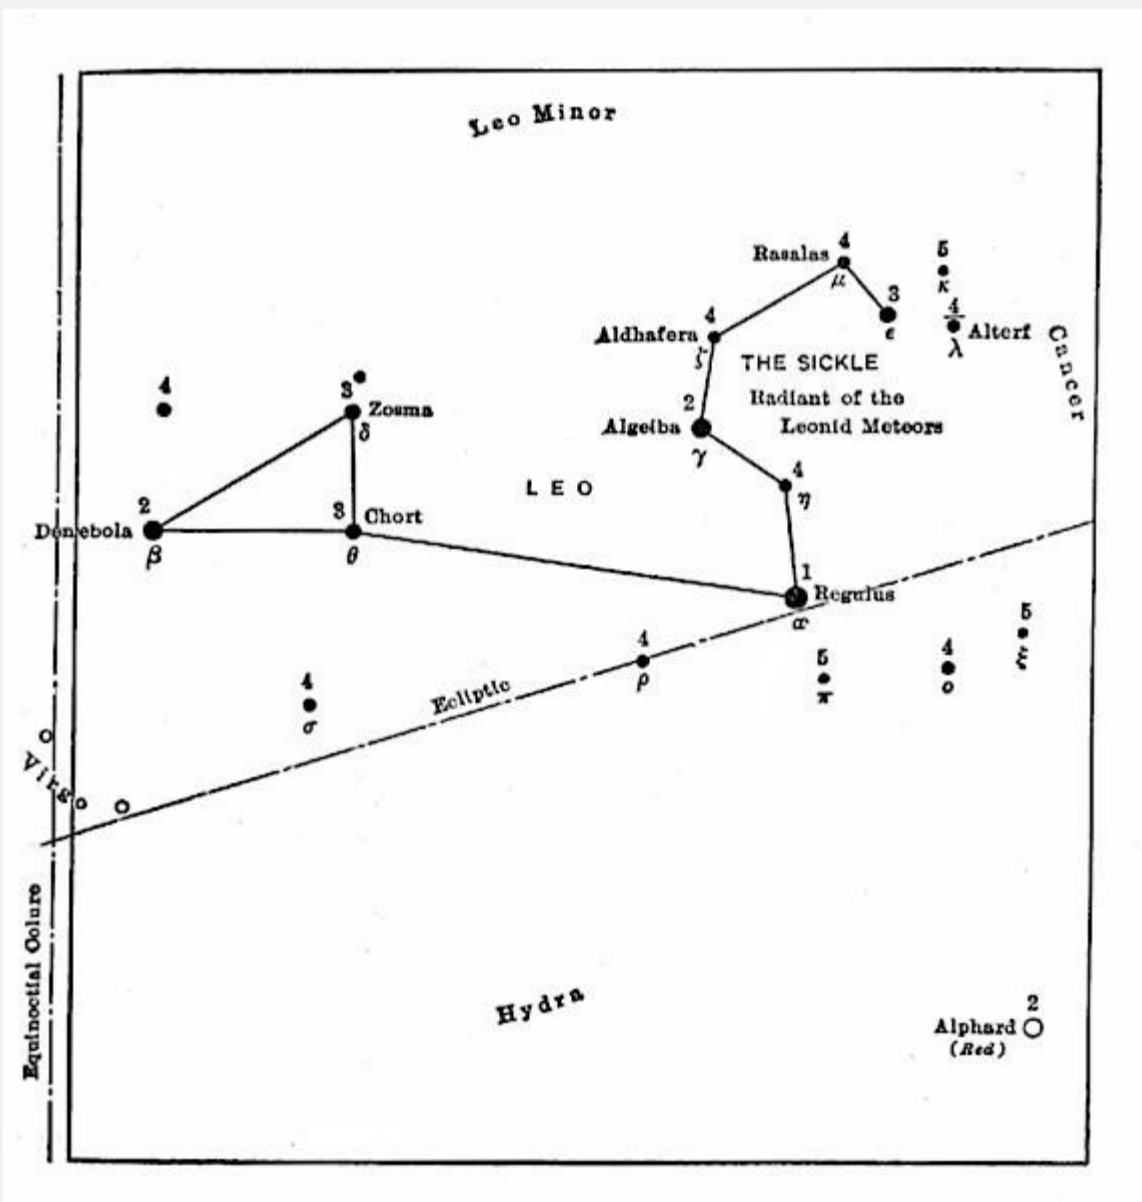 Leo Minor
Rasalas 4
μ
5
κ
3
ε
4
Alterf
λ
Aldhafera 4
ζ
THE SICKLE
Radiant of the
Leonid Meteors
Cancer
4
3
Zosma
δ
2
Algeiba
γ
4
η
LEO
2
Denebola
β
3 Chort
θ
1
Regulus
α
4
ρ
5
π
4
ο
5
ξ
4
σ
Ecliptic
Virgo
Equinoctial Colure
Hydra
2
Alphard
(Red)